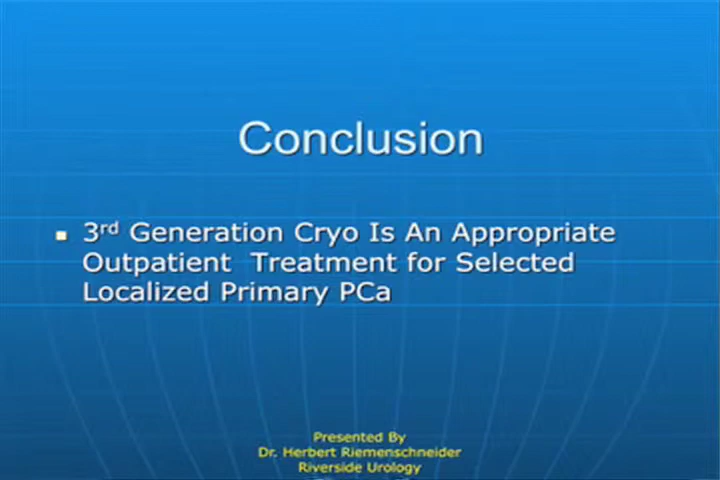 Conclusion
3rd Generation Cryo Is An Appropriate
Outpatient Treatment for Selected
Localized Primary PCa
Presented By
Dr. Herbert Riemenschneider
Riverside Urology